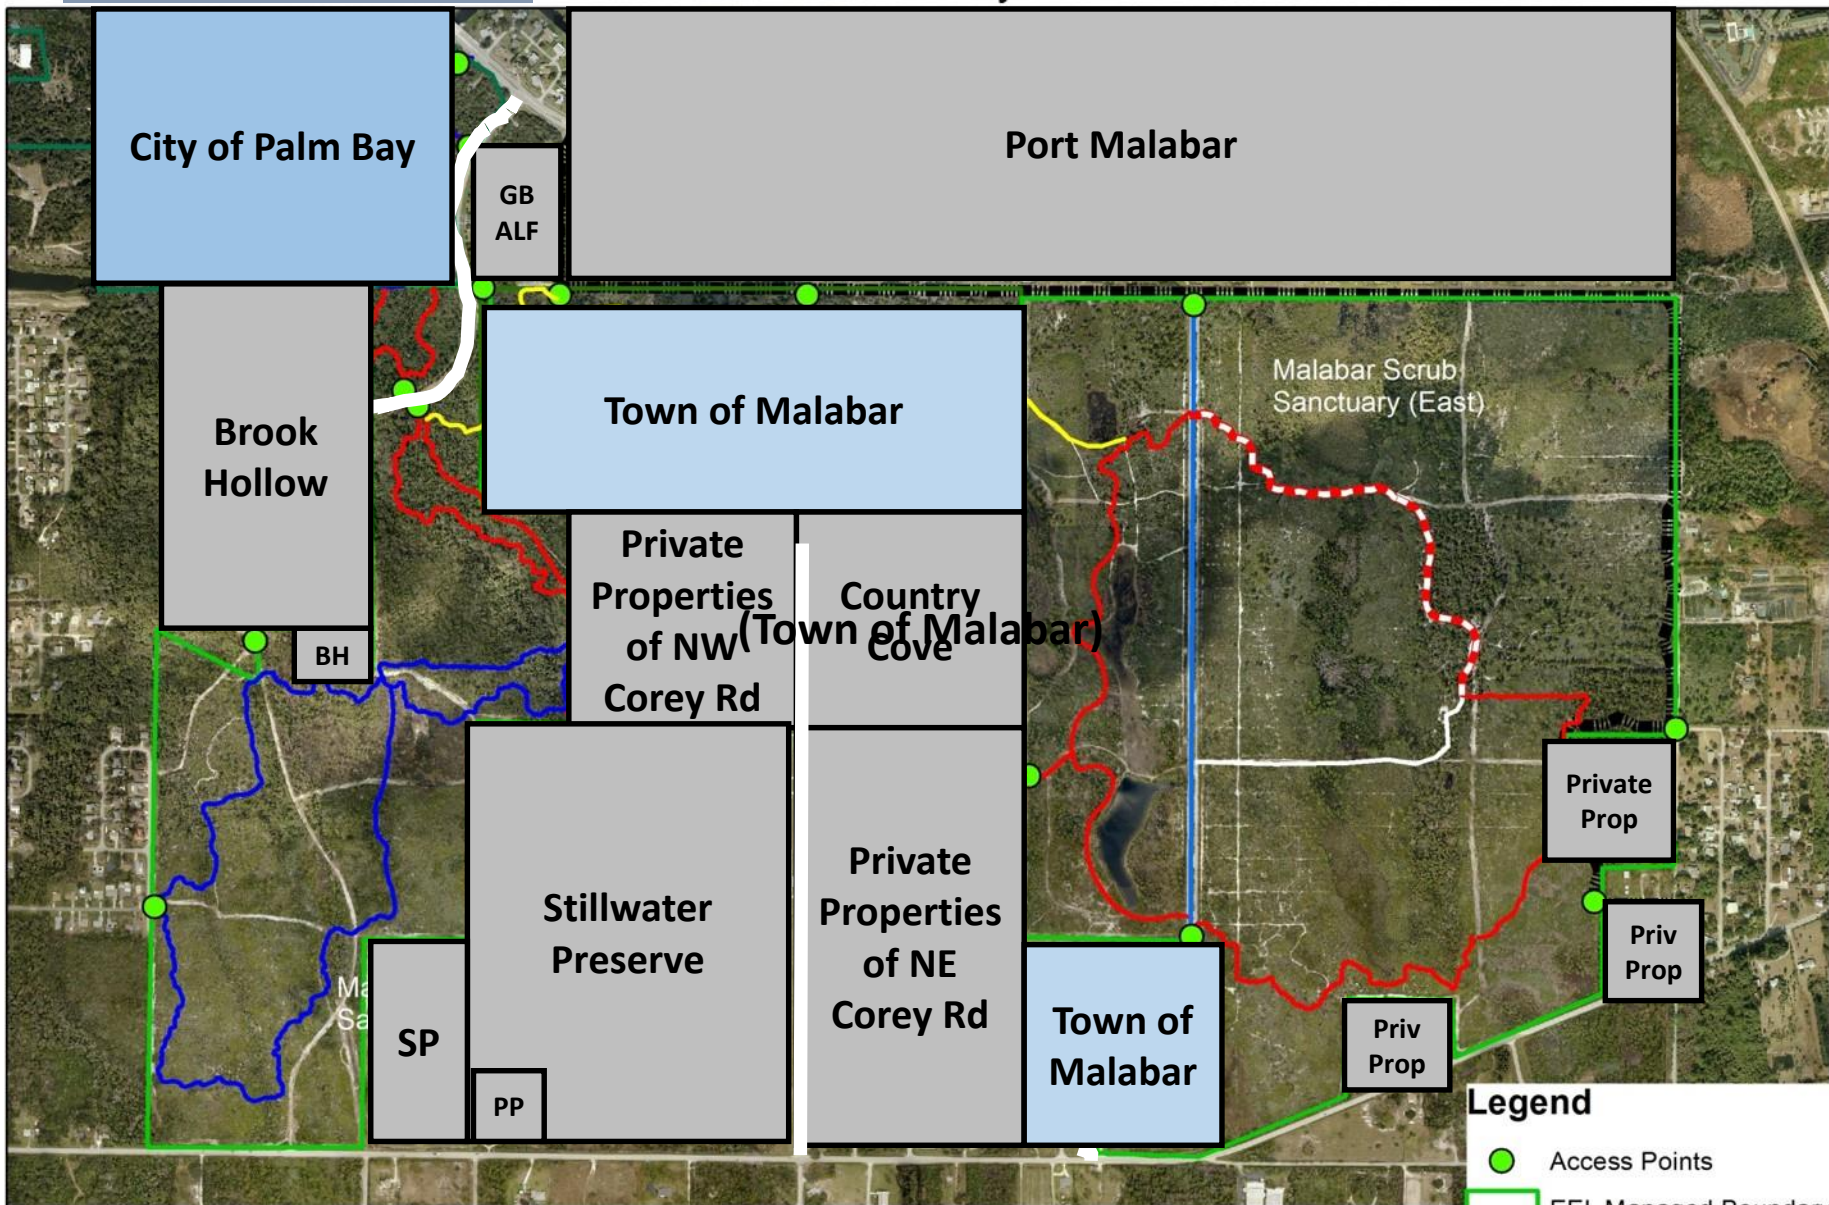 City of Palm Bay
Port Malabar
GB
ALF
Brook
Hollow
Town of Malabar
Malabar Scrub
Sanctuary (East)
Private
Properties
of NW
Corey Rd
Country
Cove
(Town of Malabar)
BH
Private
Prop
Stillwater
Preserve
Private
Properties
of NE
Corey Rd
Priv
Prop
Ma
Sa
SP
PP
Town of
Malabar
Priv
Prop
Legend
Access Points